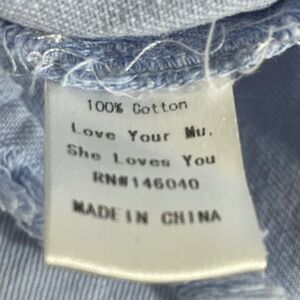 100% Cotton
Love Your Mu,
She Loves You
RN#146040
MADE IN CHINA